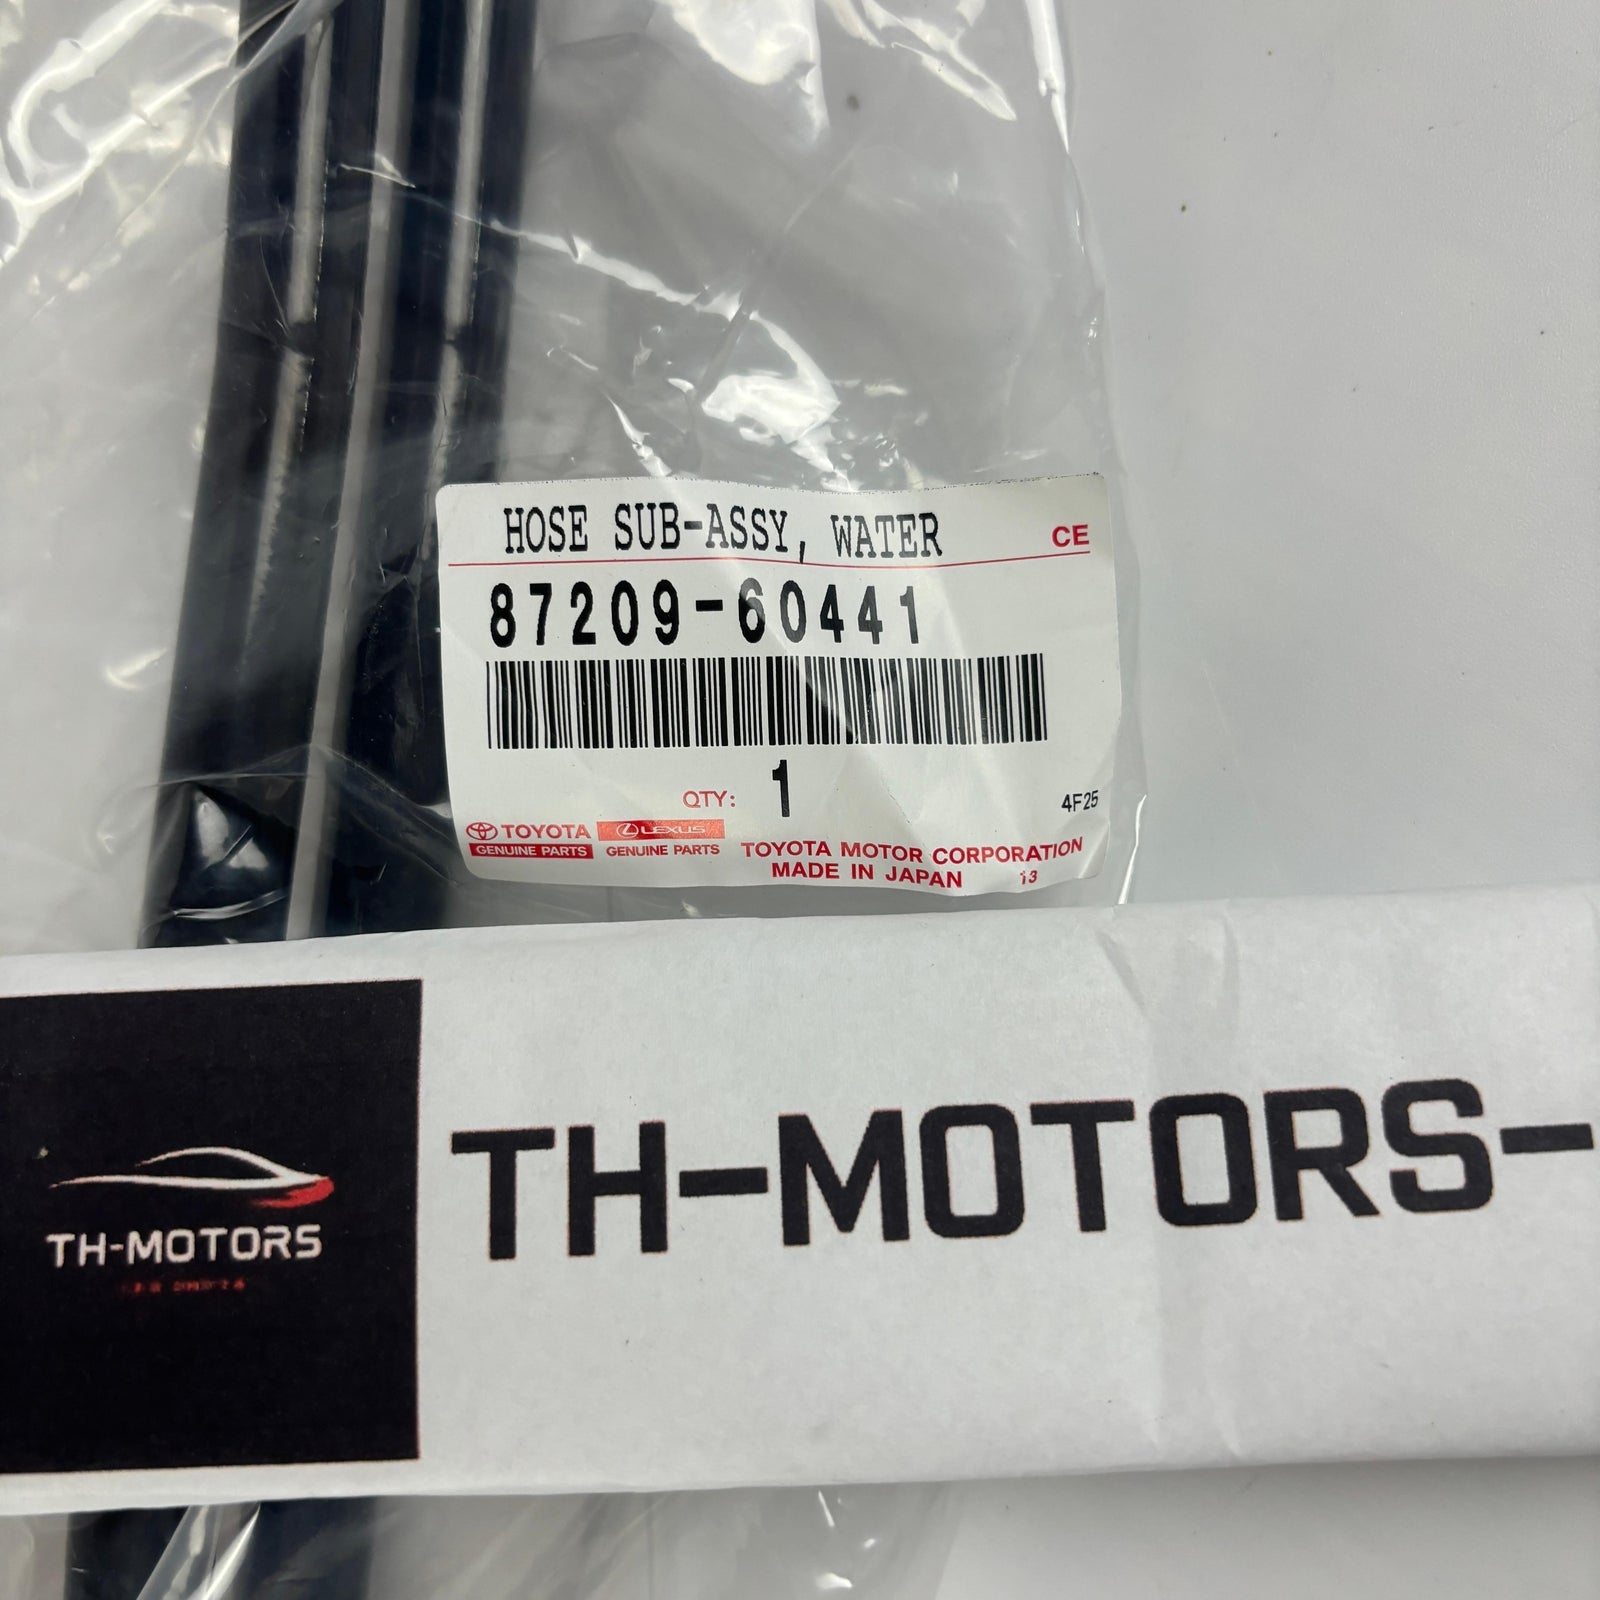 HOSE SUB-ASSY, WATER
CE
87209-60441
QTY: 1
4F25
TOYOTA
GENUINE PARTS
LEXUS
GENUINE PARTS
TOYOTA MOTOR CORPORATION
MADE IN JAPAN 13
TH-MOTORS
TH-MOTORS-